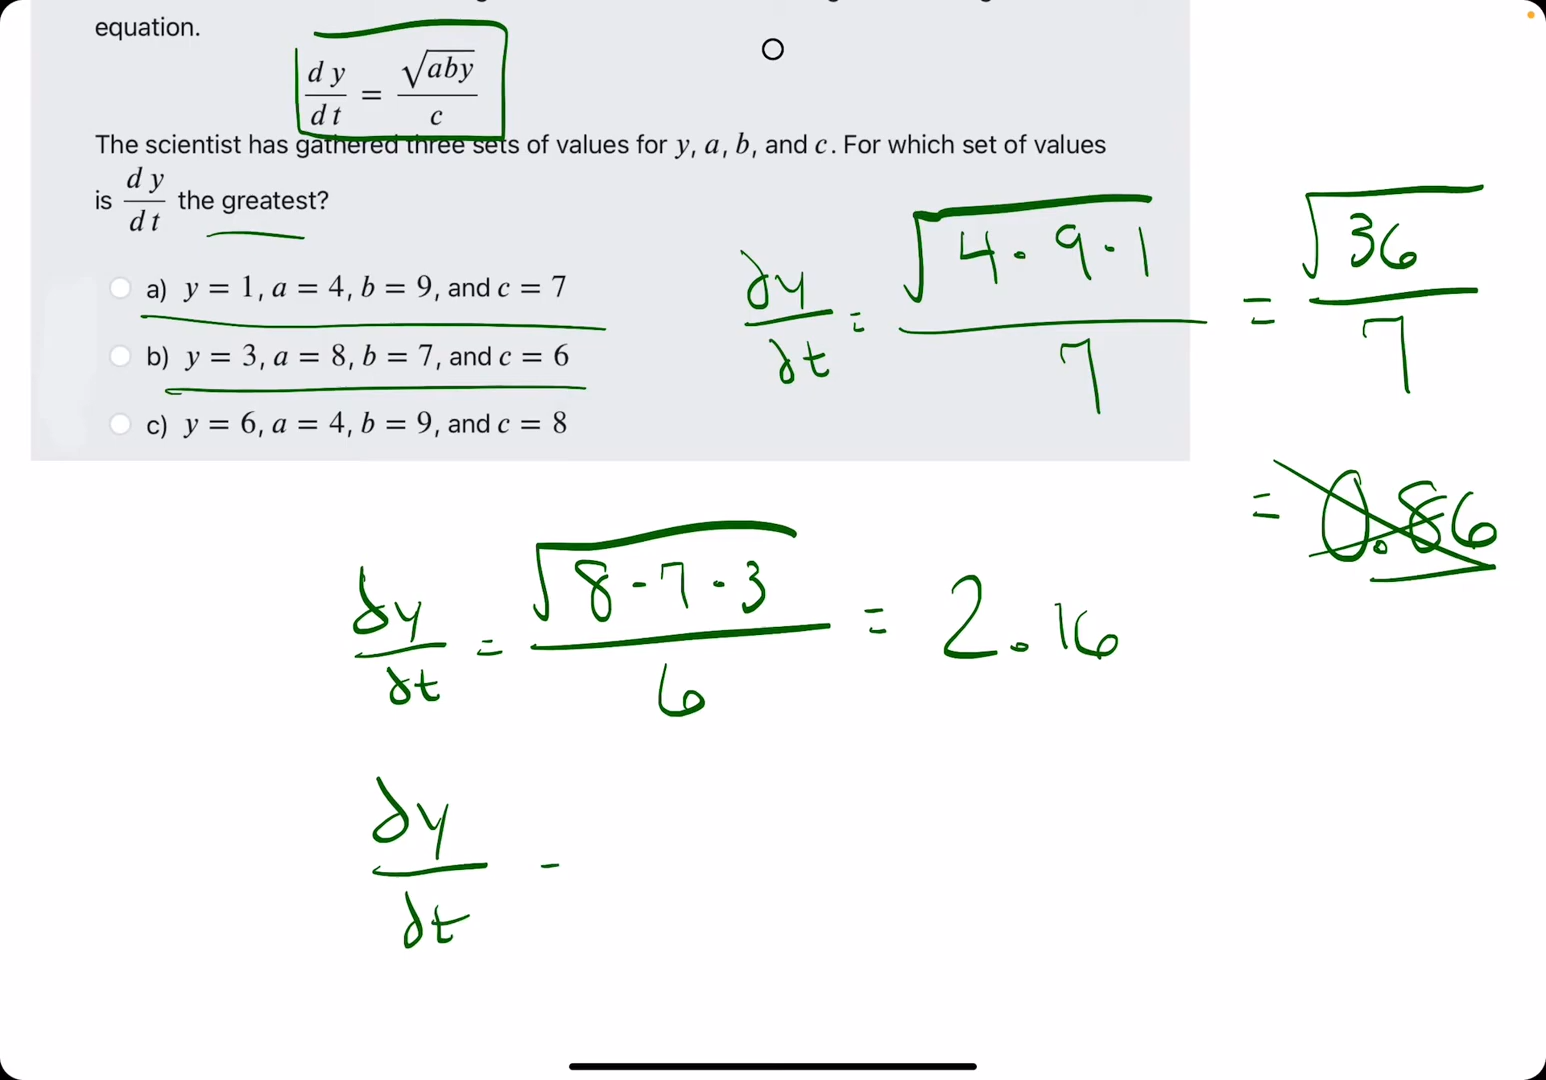 equation.
dy/dt = √aby/c
The scientist has gathered three sets of values for y, a, b, and c. For which set of values
is dy/dt the greatest?
a) y = 1, a = 4, b = 9, and c = 7
b) y = 3, a = 8, b = 7, and c = 6
c) y = 6, a = 4, b = 9, and c = 8
dy/dt = √4·9·1/7 = √36/7
= 0.86
dy/dt = √8·7·3/6 = 2.16
dy/dt -